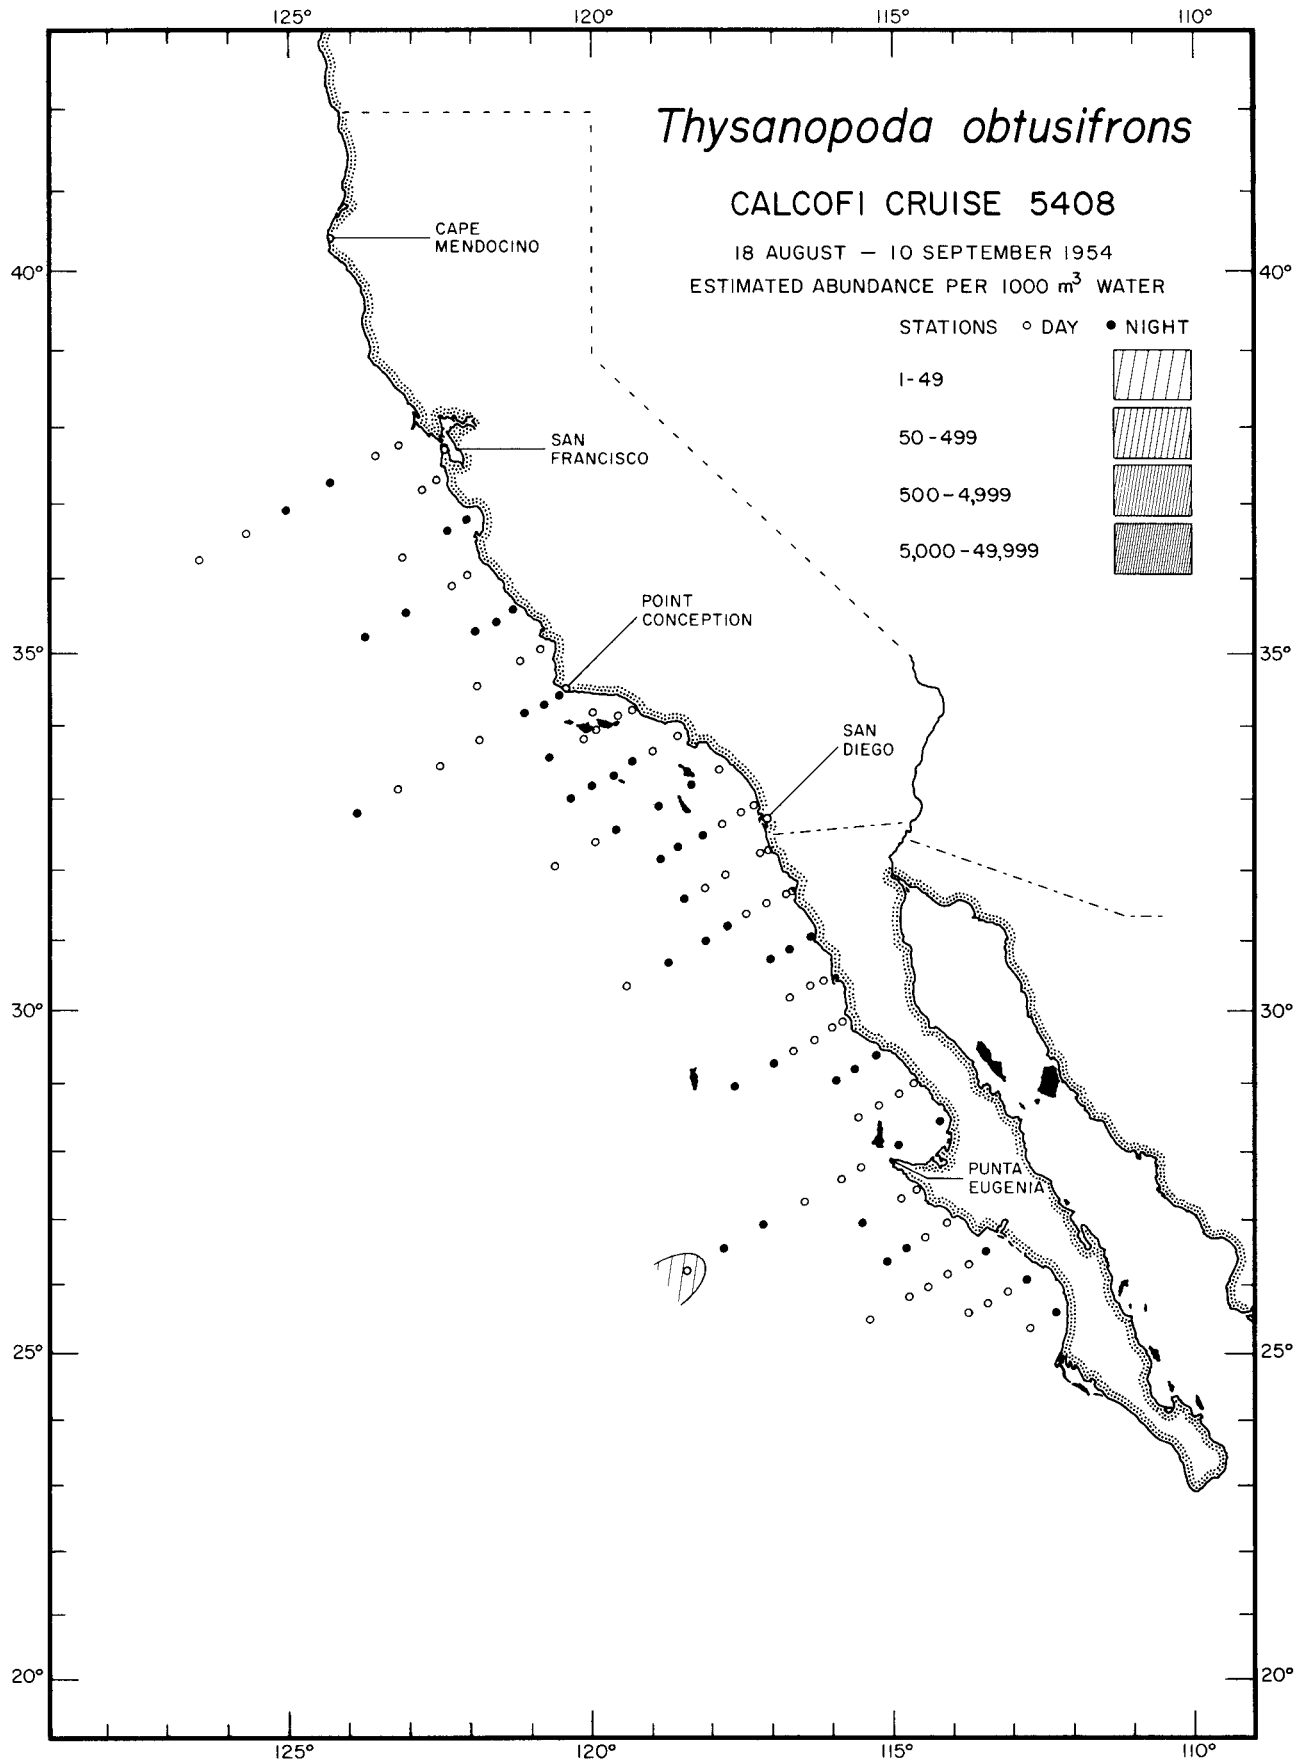 125° 120° 115° 110°
Thysanopoda obtusifrons
CALCOFI CRUISE 5408
18 AUGUST — 10 SEPTEMBER 1954
ESTIMATED ABUNDANCE PER 1000 m³ WATER
STATIONS ○ DAY ● NIGHT
1-49
50-499
500-4,999
5,000-49,999
CAPE
MENDOCINO
40° 40°
SAN
FRANCISCO
POINT
CONCEPTION
35° 35°
SAN
DIEGO
30° 30°
PUNTA
EUGENIA
25° 25°
20° 20°
125° 120° 115° 110°